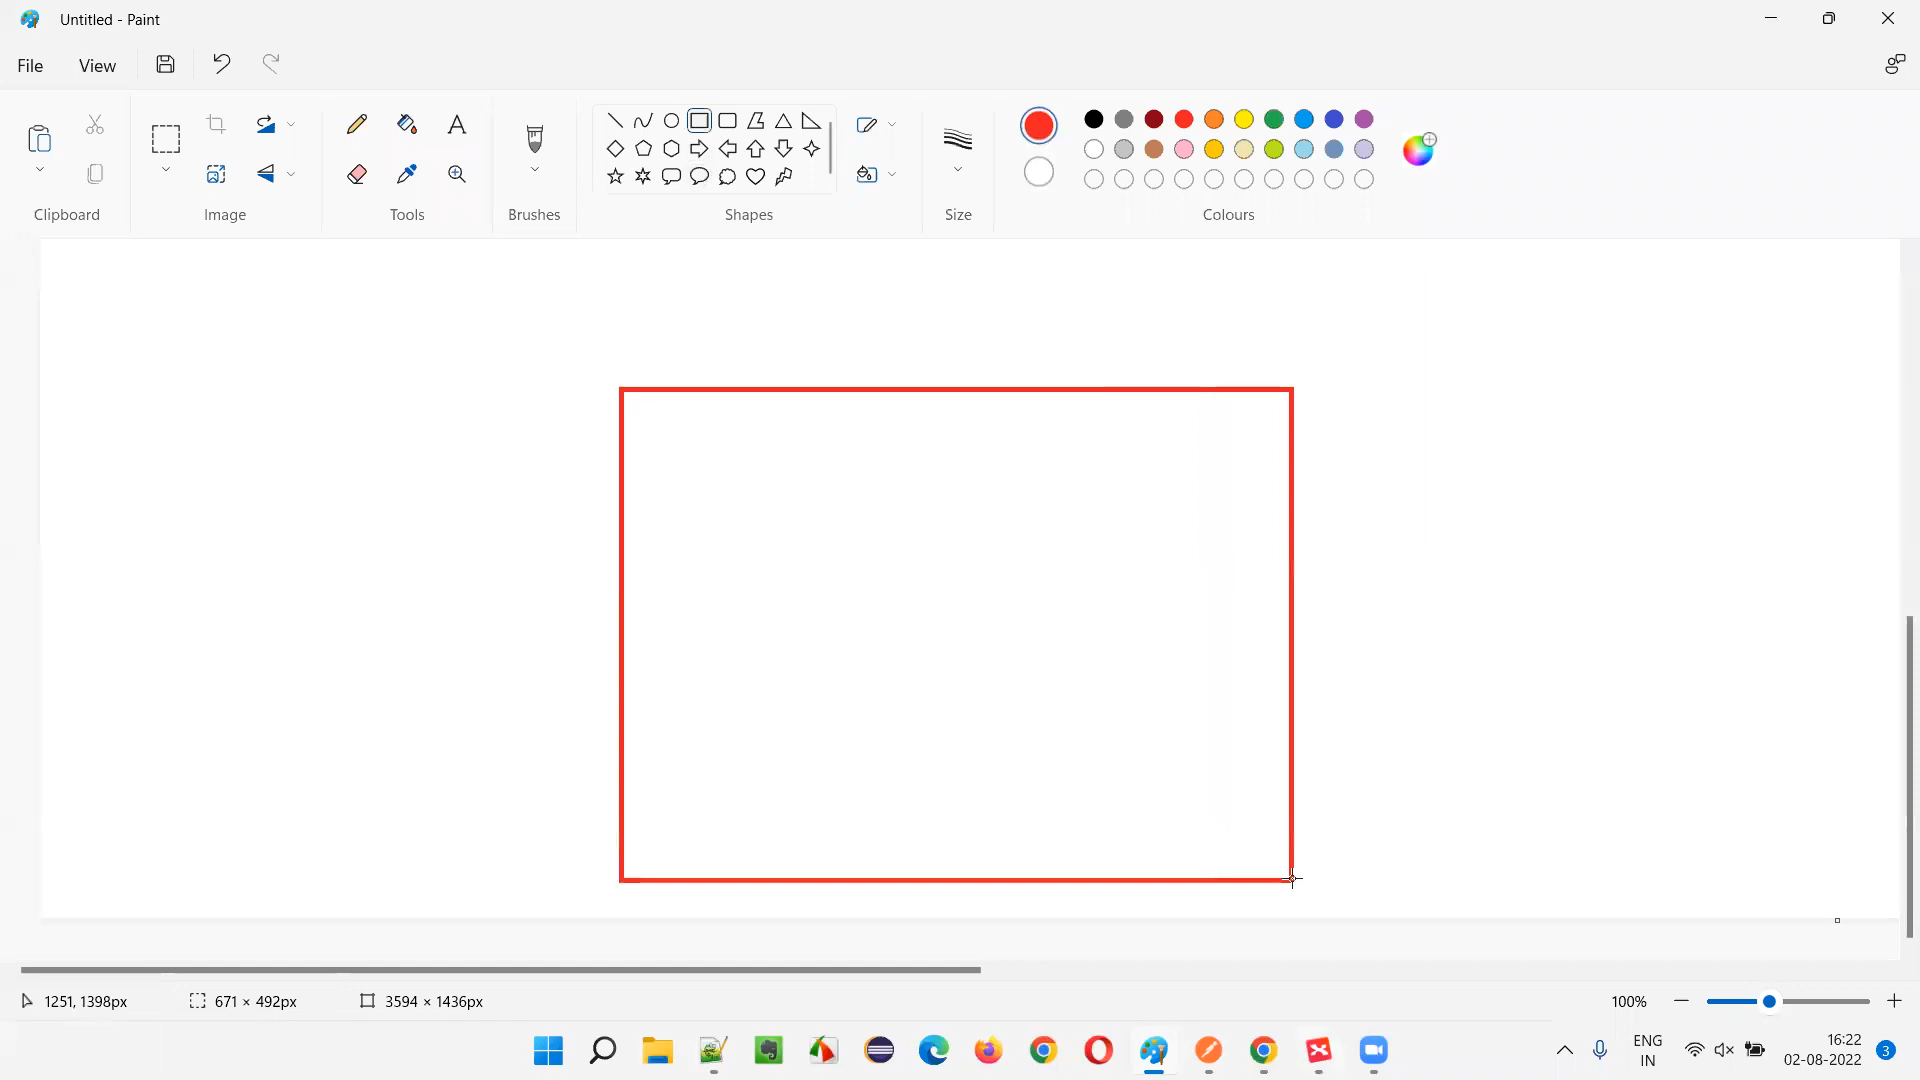 Untitled - Paint
File View
Clipboard Image Tools Brushes Shapes Size Colours
1251, 1398px 671 × 492px 3594 × 1436px 100%
ENG 16:22
IN 02-08-2022 3